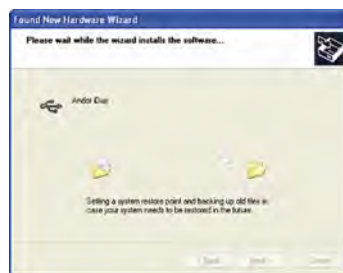 Found New Hardware Wizard
Please wait while the wizard installs the software...
Andor
Setting a system restore point and backing up old files in
case your system needs to be restored in the future.
Cancel